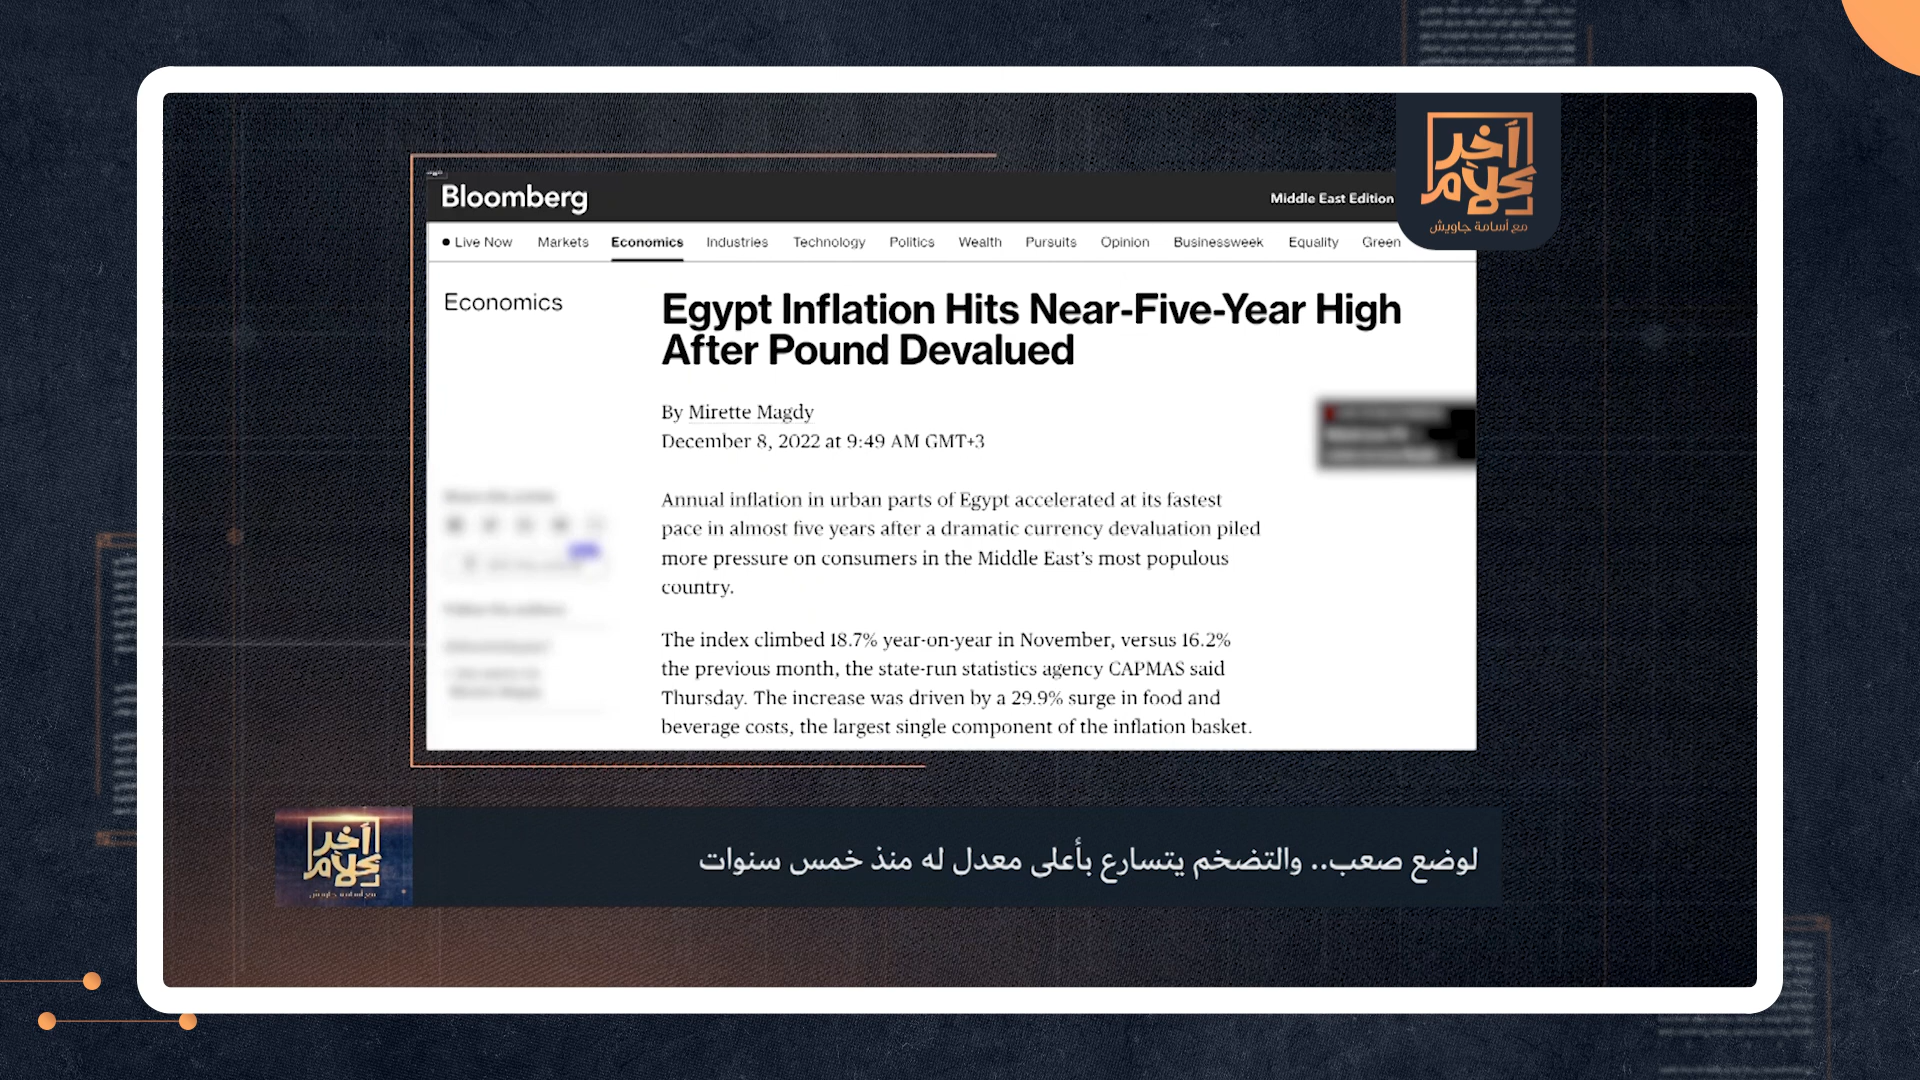 أخر
كلام
مع أسامة جاويش
Bloomberg
Middle East Edition
Live Now Markets Economics Industries Technology Politics Wealth Pursuits Opinion Businessweek Equality Green
Economics
Egypt Inflation Hits Near-Five-Year High
After Pound Devalued
By Mirette Magdy
December 8, 2022 at 9:49 AM GMT+3
Annual inflation in urban parts of Egypt accelerated at its fastest
pace in almost five years after a dramatic currency devaluation piled
more pressure on consumers in the Middle East’s most populous
country.
The index climbed 18.7% year-on-year in November, versus 16.2%
the previous month, the state-run statistics agency CAPMAS said
Thursday. The increase was driven by a 29.9% surge in food and
beverage costs, the largest single component of the inflation basket.
لوضع صعب.. والتضخم يتسارع بأعلى معدل له منذ خمس سنوات
أخر
كلام
مع أسامة جاويش